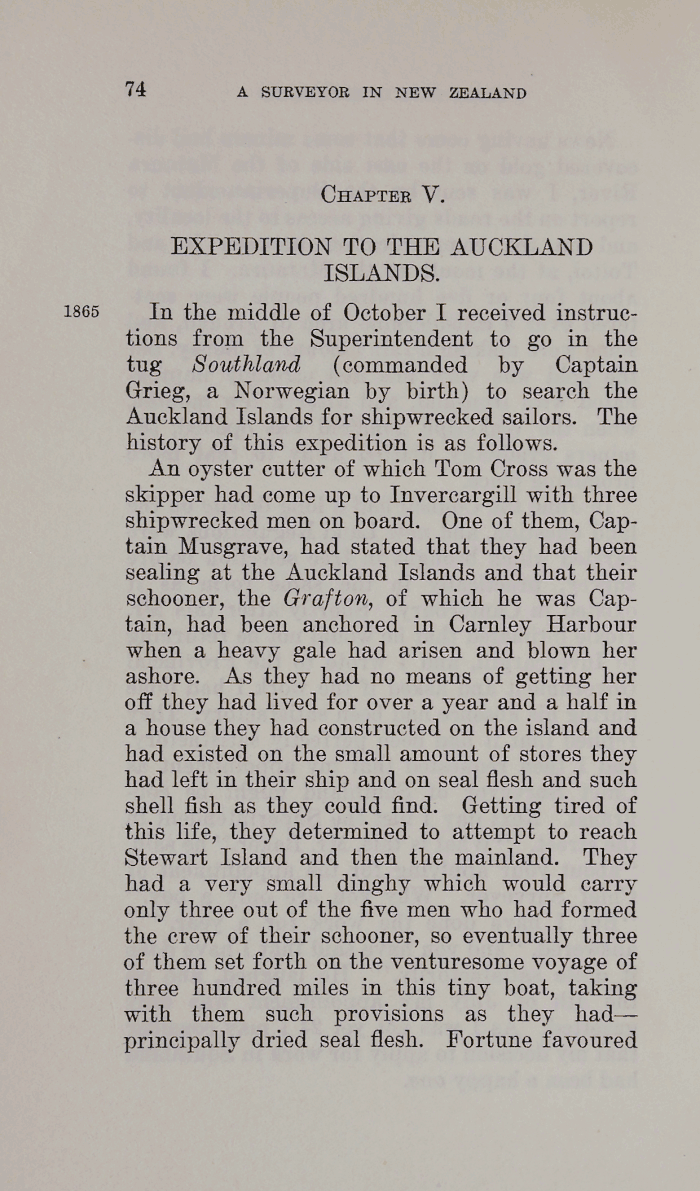 74 A SURVEYOR IN NEW ZEALAND
CHAPTER V.
EXPEDITION TO THE AUCKLAND
ISLANDS.
1865 In the middle of October I received instruc-
tions from the Superintendent to go in the
tug Southland (commanded by Captain
Grieg, a Norwegian by birth) to search the
Auckland Islands for shipwrecked sailors. The
history of this expedition is as follows.
An oyster cutter of which Tom Cross was the
skipper had come up to Invercargill with three
shipwrecked men on board. One of them, Cap-
tain Musgrave, had stated that they had been
sealing at the Auckland Islands and that their
schooner, the Grafton, of which he was Cap-
tain, had been anchored in Carnley Harbour
when a heavy gale had arisen and blown her
ashore. As they had no means of getting her
off they had lived for over a year and a half in
a house they had constructed on the island and
had existed on the small amount of stores they
had left in their ship and on seal flesh and such
shell fish as they could find. Getting tired of
this life, they determined to attempt to reach
Stewart Island and then the mainland. They
had a very small dinghy which would carry
only three out of the five men who had formed
the crew of their schooner, so eventually three
of them set forth on the venturesome voyage of
three hundred miles in this tiny boat, taking
with them such provisions as they had—
principally dried seal flesh. Fortune favoured